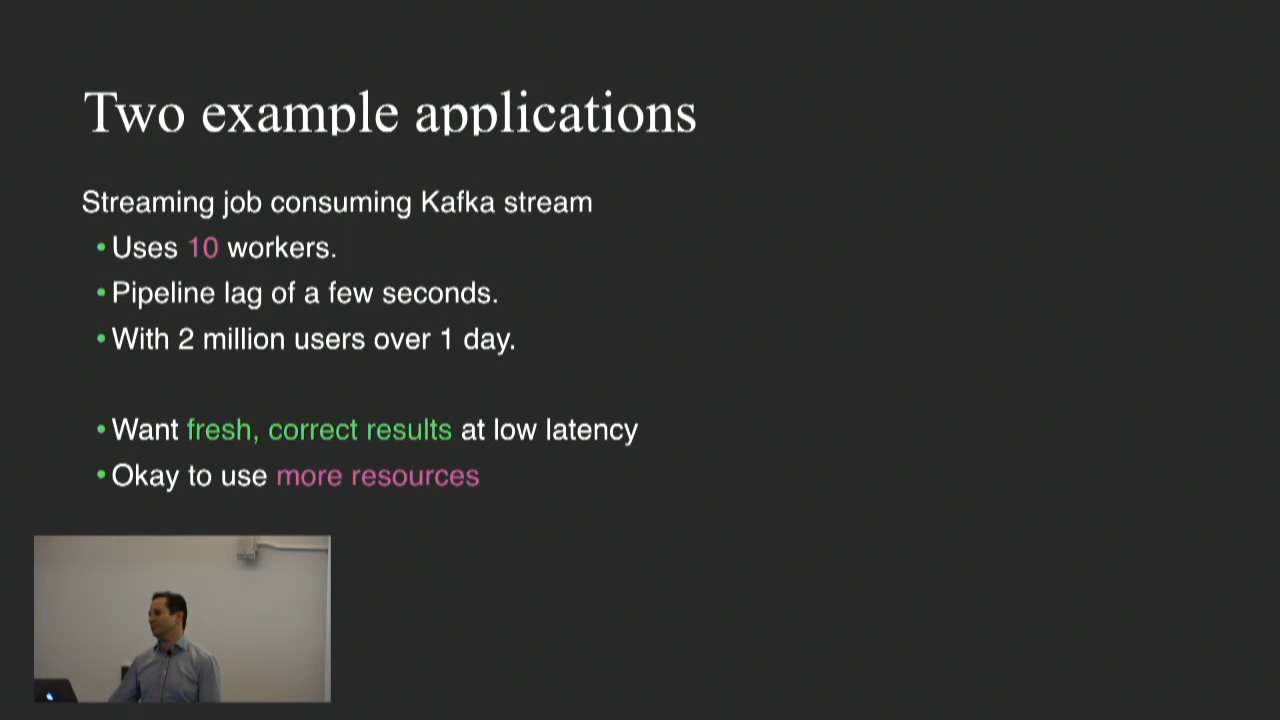 Two example applications
Streaming job consuming Kafka stream
• Uses 10 workers.
• Pipeline lag of a few seconds.
• With 2 million users over 1 day.
• Want fresh, correct results at low latency
• Okay to use more resources